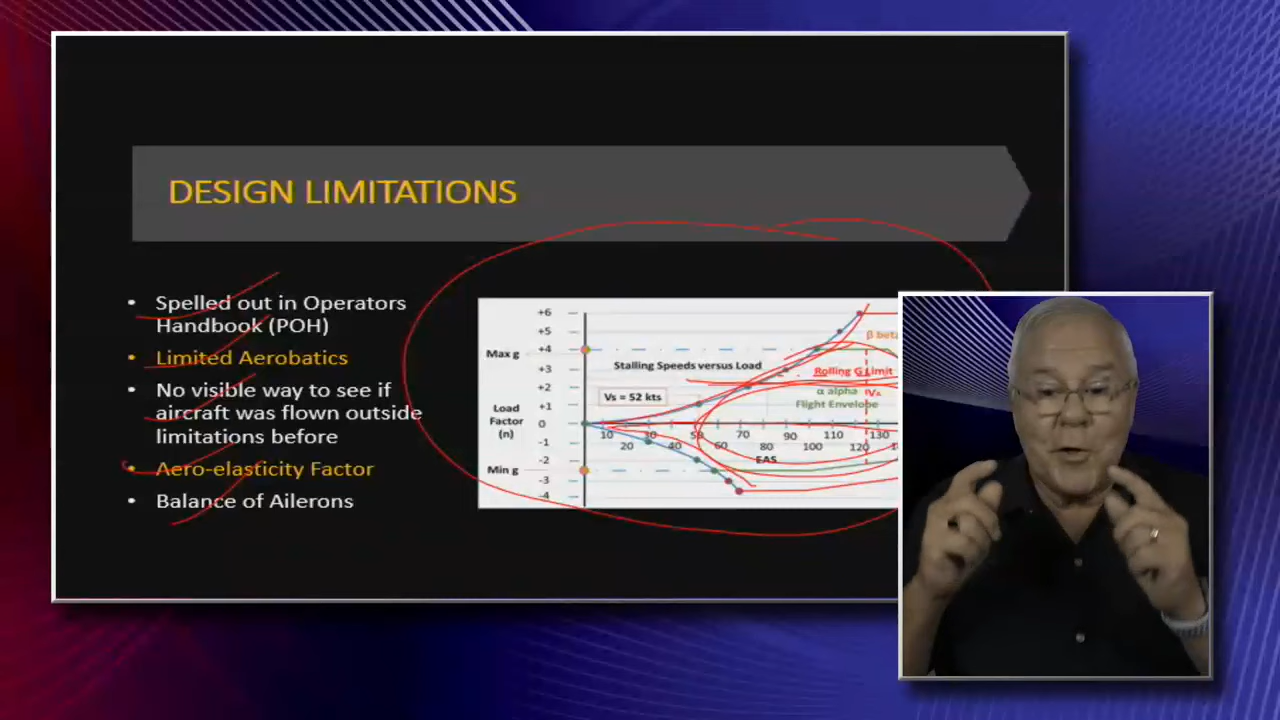 DESIGN LIMITATIONS
• Spelled out in Operators
Handbook (POH)
• Limited Aerobatics
• No visible way to see if
aircraft was flown outside
limitations before
• Aero-elasticity Factor
• Balance of Ailerons
+6
+5
Max g
+4
+3
+2
+1
0
-1
-2
-3
-4
Load
Factor
(n)
Min g
Stalling Speeds versus Load
Vs = 52 kts
Rolling G Limit
α alpha
Flight Envelope
VA
10 30 50 70 90 110 130
20 40 80 100 120
EAS